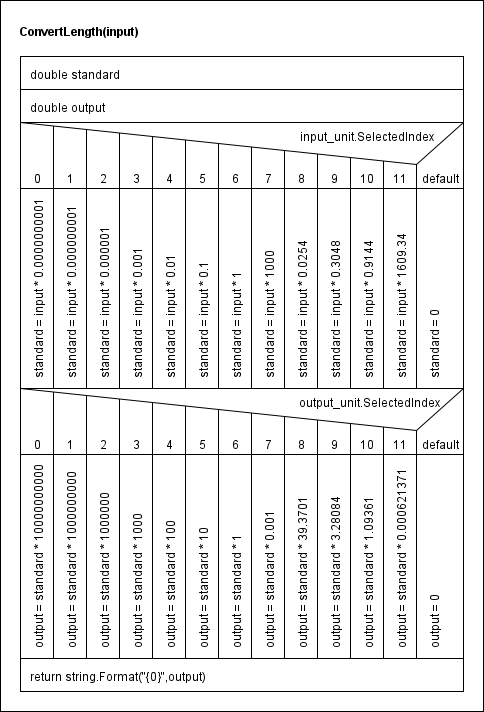 ConvertLength(input)
double standard
double output
input_unit.SelectedIndex
0
1
2
3
4
5
6
7
8
9
10
11
default
standard = input * 0.0000000001
standard = input * 0.000000001
standard = input * 0.000001
standard = input * 0.001
standard = input * 0.01
standard = input * 0.1
standard = input * 1
standard = input * 1000
standard = input * 0.0254
standard = input * 0.3048
standard = input * 0.9144
standard = input * 1609.34
standard = 0
output_unit.SelectedIndex
0
1
2
3
4
5
6
7
8
9
10
11
default
output = standard * 10000000000
output = standard * 1000000000
output = standard * 1000000
output = standard * 1000
output = standard * 100
output = standard * 10
output = standard * 1
output = standard * 0.001
output = standard * 39.3701
output = standard * 3.28084
output = standard * 1.09361
output = standard * 0.000621371
output = 0
return string.Format("{0}",output)